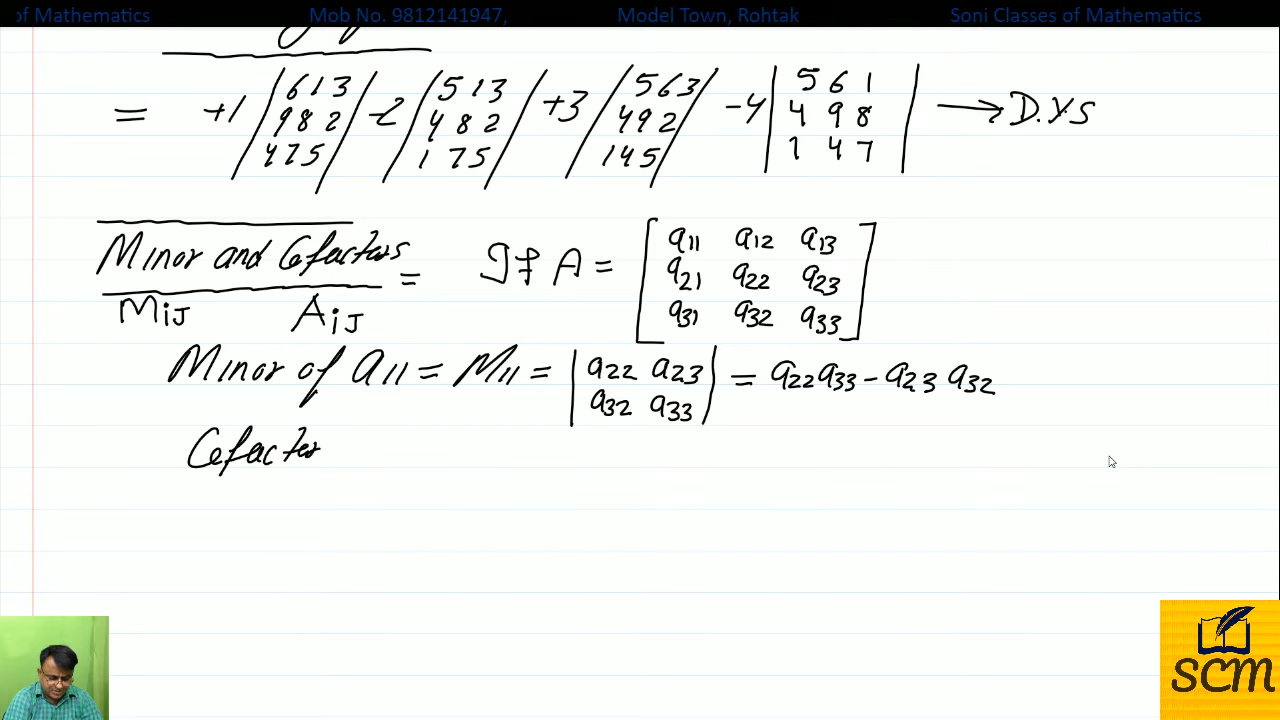 of Mathematics Mob No. 9812141947, Model Town, Rohtak Soni Classes of Mathematics
= +1 | 6 1 3 | -2 | 5 1 3 | +3 | 5 6 3 | -4 | 5 6 1 | → D.Y.S
| 9 8 2 | | 4 8 2 | | 4 9 2 | | 4 9 8 |
| 4 7 5 | | 1 7 5 | | 1 4 5 | | 1 4 7 |
Minor and Cofactors = If A = [ a11 a12 a13 ]
[ a21 a22 a23 ]
Mij Aij [ a31 a32 a33 ]
Minor of a11 = M11 = | a22 a23 | = a22 a33 - a23 a32
| a32 a33 |
Cofactor
SCM